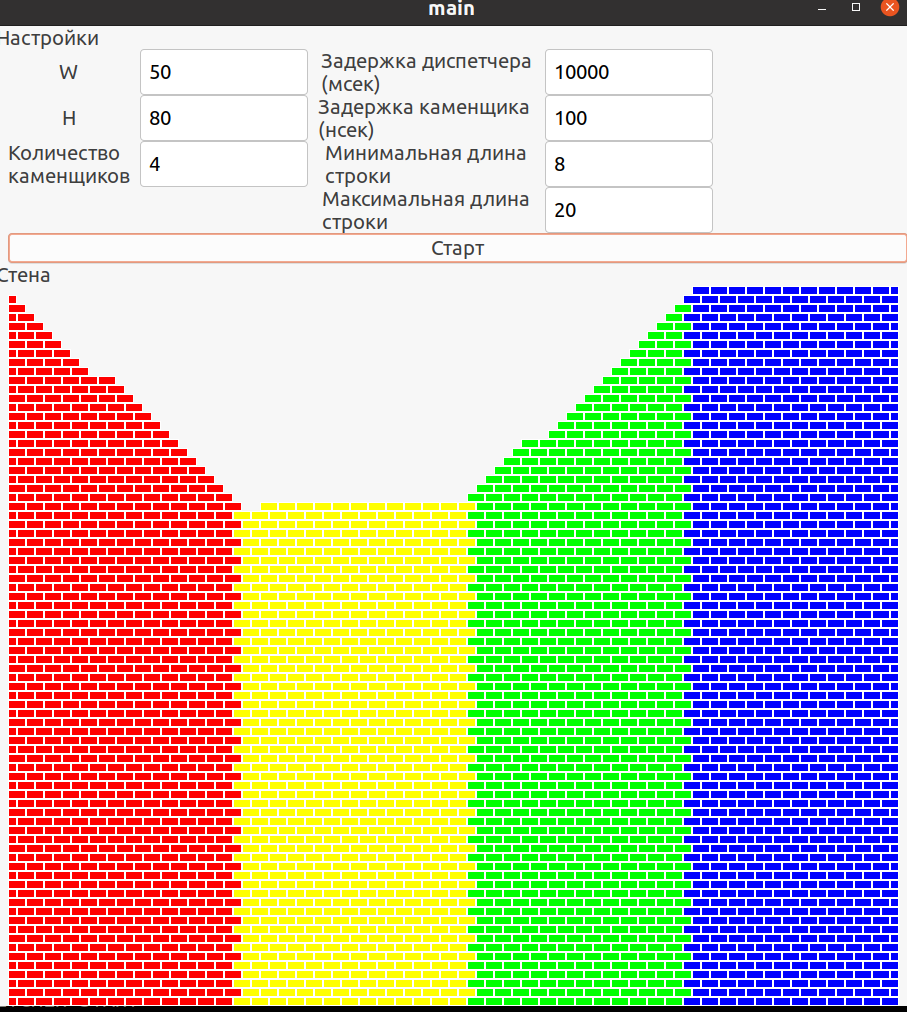 main
Настройки
W 50 Задержка диспетчера (мсек) 10000
H 80 Задержка каменщика (нсек) 100
Количество каменщиков 4 Минимальная длина строки 8
Максимальная длина строки 20
Старт
Стена